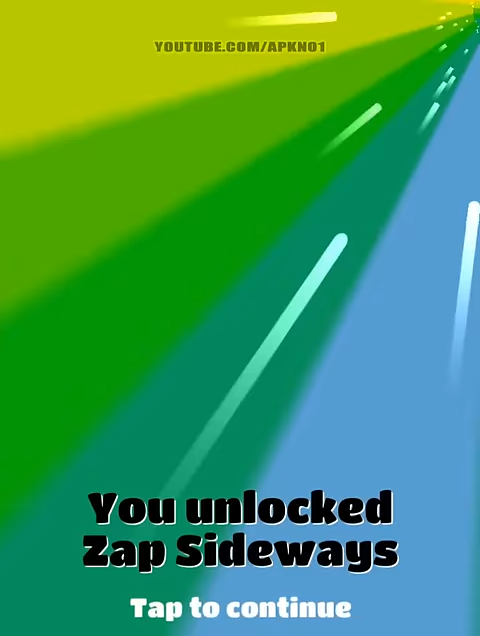 YOUTUBE.COM/APKNO1
You unlocked
Zap Sideways
Tap to continue